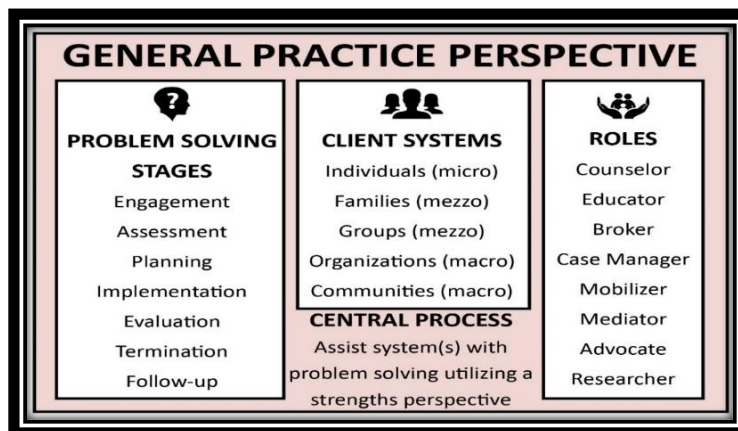 GENERAL PRACTICE PERSPECTIVE
?
PROBLEM SOLVING
STAGES
Engagement
Assessment
Planning
Implementation
Evaluation
Termination
Follow-up
CLIENT SYSTEMS
Individuals (micro)
Families (mezzo)
Groups (mezzo)
Organizations (macro)
Communities (macro)
CENTRAL PROCESS
Assist system(s) with
problem solving utilizing a
strengths perspective
ROLES
Counselor
Educator
Broker
Case Manager
Mobilizer
Mediator
Advocate
Researcher